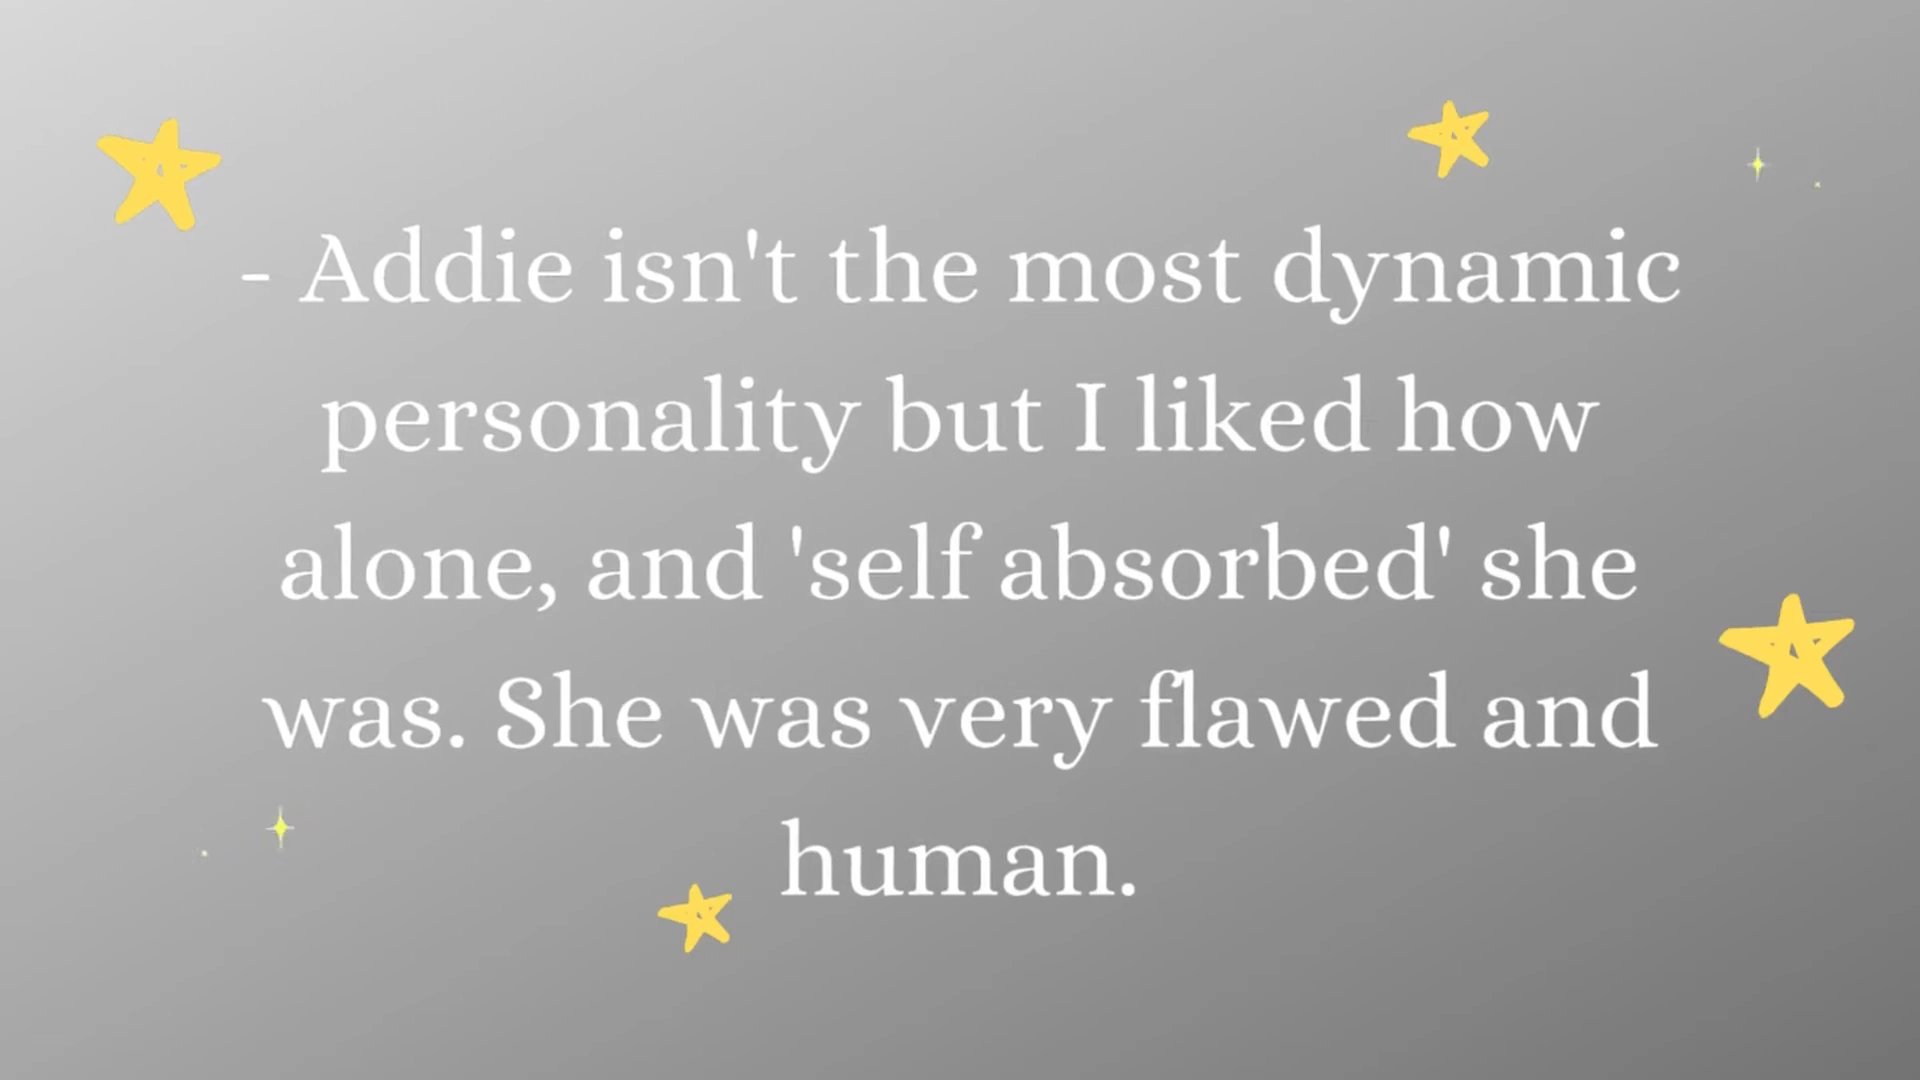 - Addie isn't the most dynamic
personality but I liked how
alone, and 'self absorbed' she
was. She was very flawed and
human.